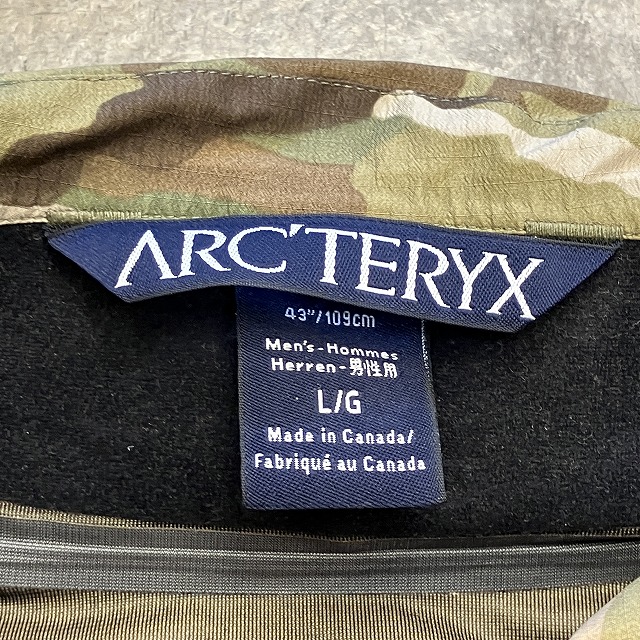 ARC'TERYX
43"/109cm
Men's-Hommes
Herren-男性用
L/G
Made in Canada/
Fabriqué au Canada